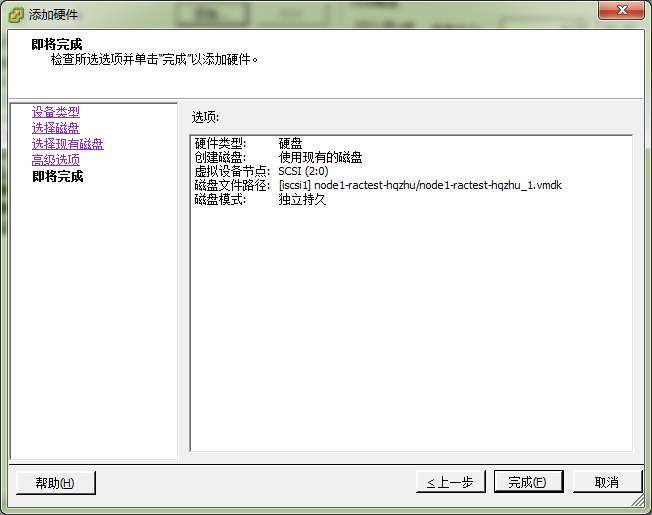 添加硬件
即将完成
检查所选选项并单击"完成"以添加硬件。
设备类型
选择磁盘
选择现有磁盘
高级选项
即将完成
选项:
硬件类型: 硬盘
创建磁盘: 使用现有的磁盘
虚拟设备节点: SCSI (2:0)
磁盘文件路径: [iscsi1] node1-ractest-hqzhu/node1-ractest-hqzhu_1.vmdk
磁盘模式: 独立持久
帮助(H)
< 上一步
完成(F)
取消